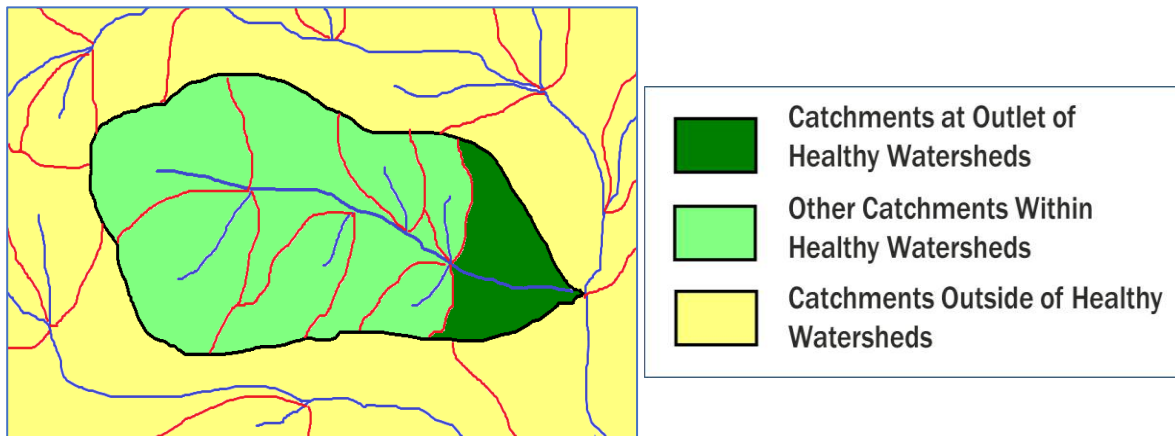 Catchments at Outlet of
Healthy Watersheds
Other Catchments Within
Healthy Watersheds
Catchments Outside of Healthy
Watersheds